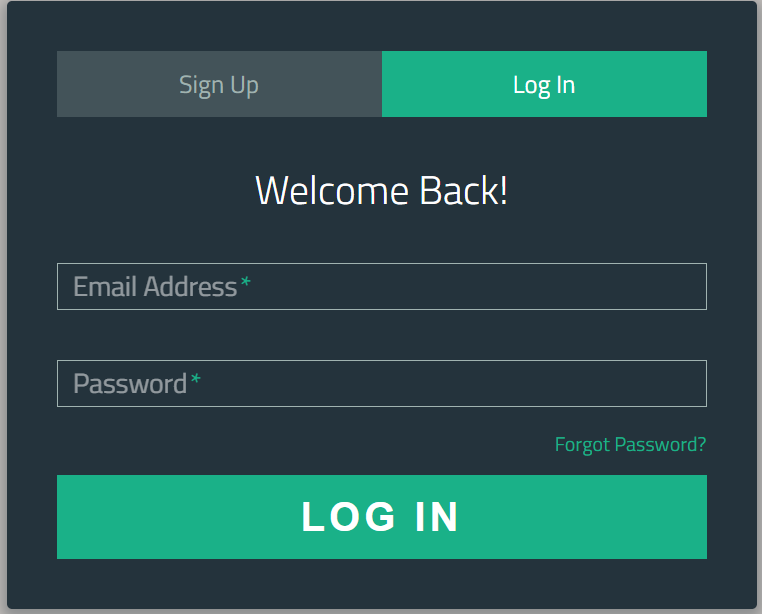 Sign Up Log In
Welcome Back!
Email Address*
Password*
Forgot Password?
LOG IN